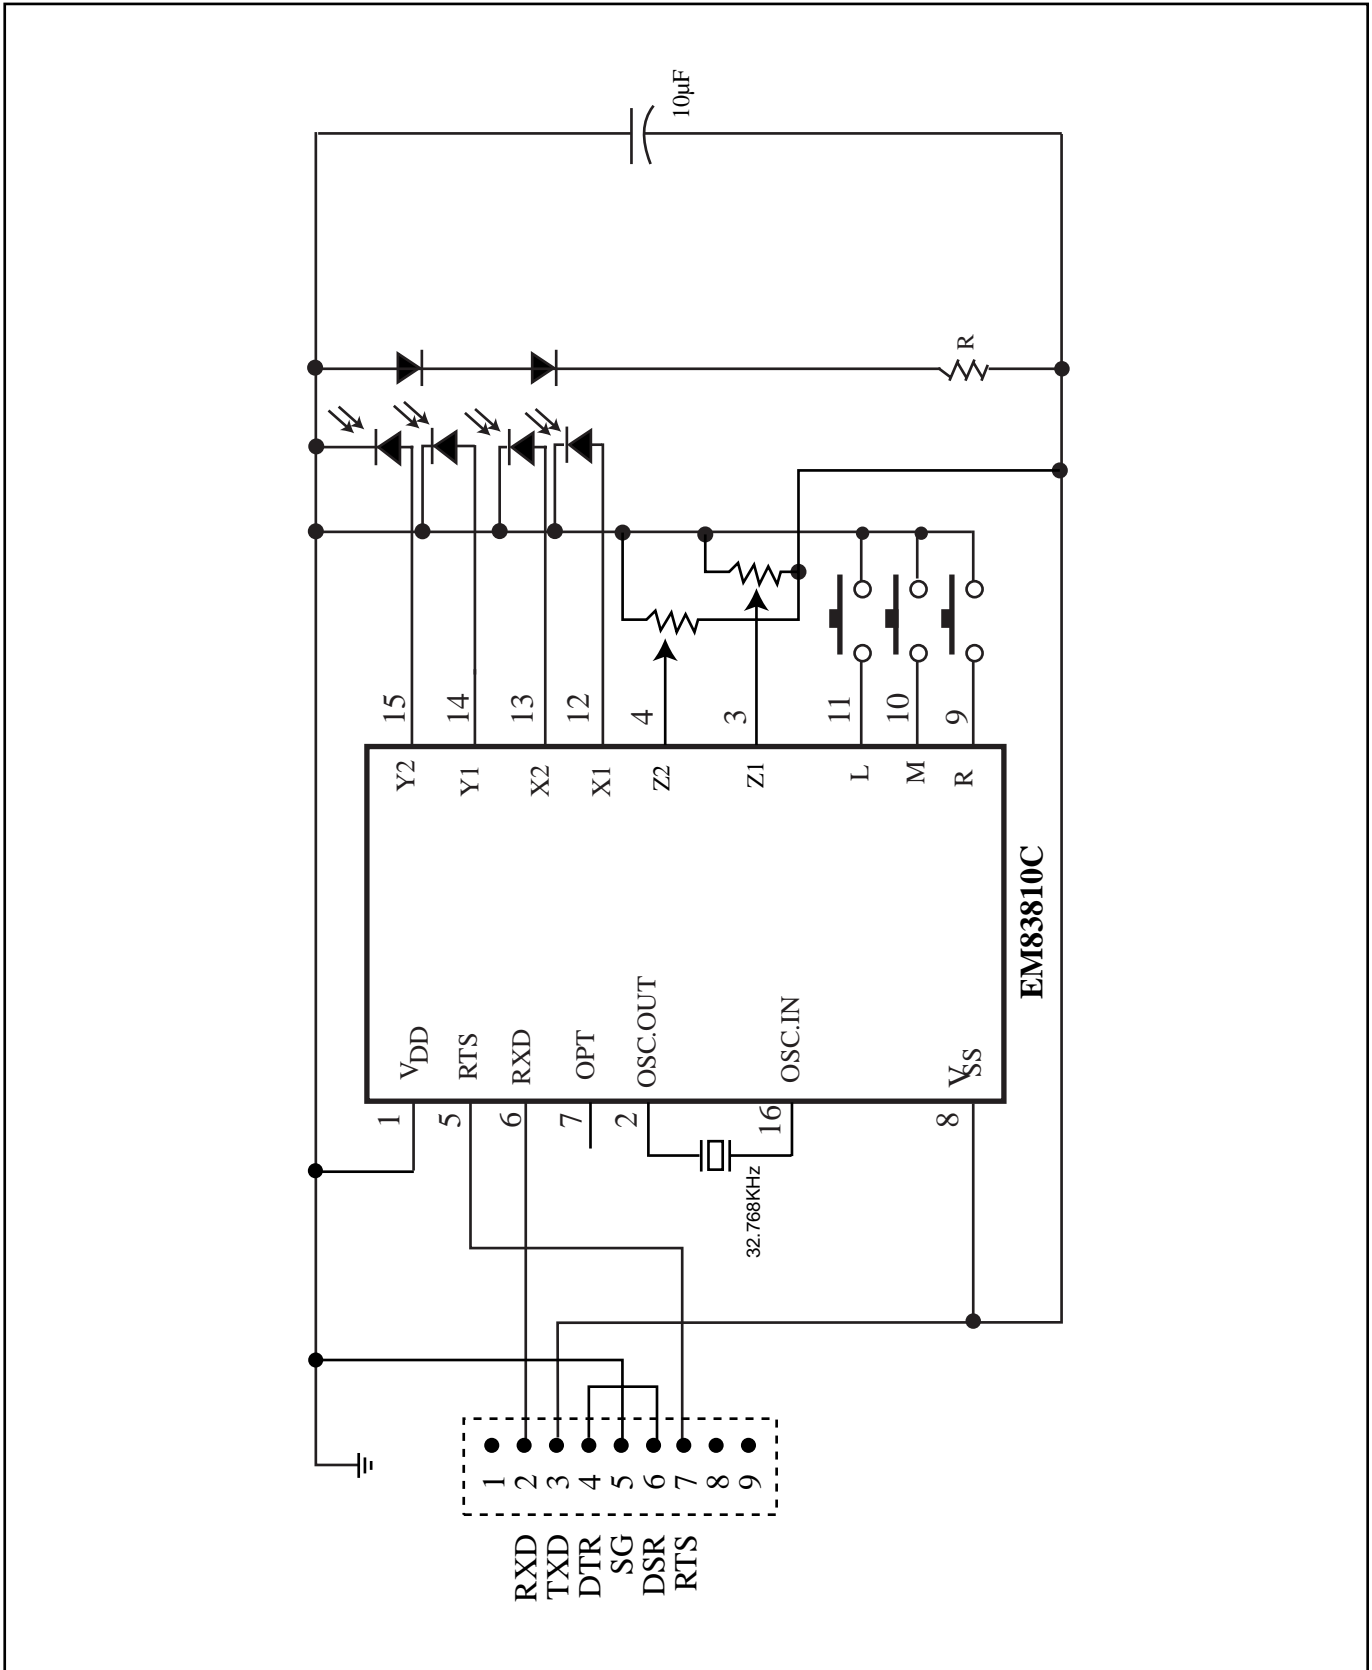 10µF
R
15
14
13
12
4
3
11
10
9
Y2
Y1
X2
X1
Z2
Z1
L
M
R
EM83810C
VDD
RTS
RXD
OPT
OSC.OUT
OSC.IN
VSS
1
5
6
7
2
16
8
32.768KHz
1
2
3
4
5
6
7
8
9
RXD
TXD
DTR
SG
DSR
RTS